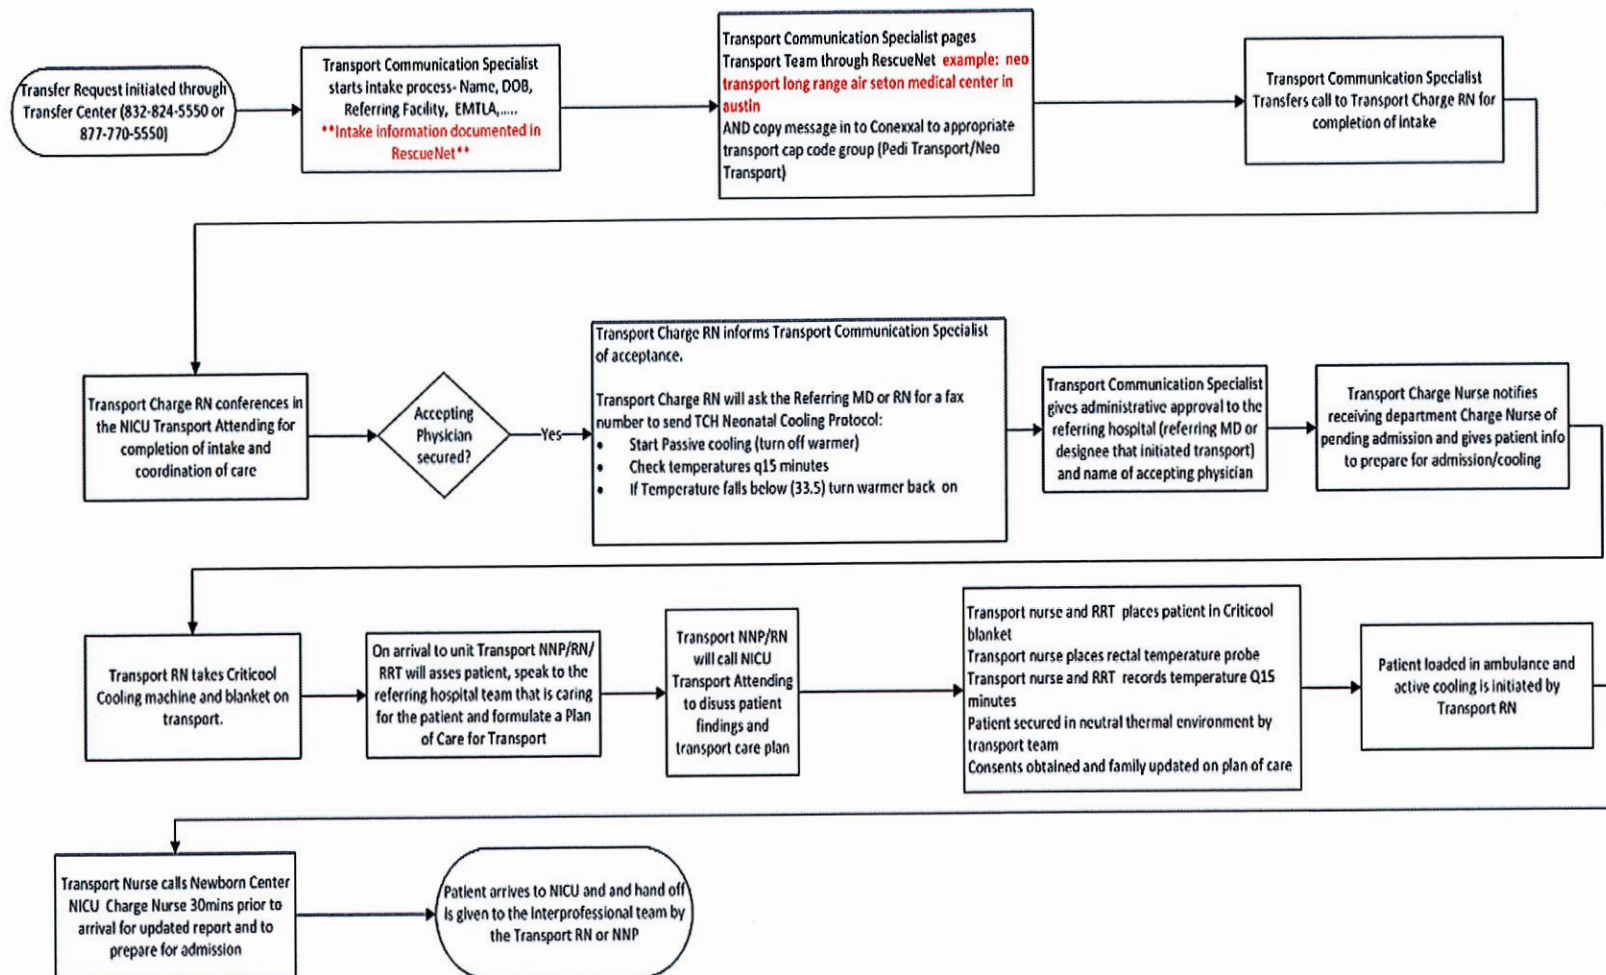 Transfer Request initiated through
Transfer Center (832-824-5550 or
877-770-5550)
Transport Communication Specialist
starts intake process- Name, DOB,
Referring Facility, EMTLA,.....
**Intake information documented in
RescueNet**
Transport Communication Specialist pages
Transport Team through RescueNet example: neo
transport long range air seton medical center in
austin
AND copy message in to Conexxal to appropriate
transport cap code group (Pedi Transport/Neo
Transport)
Transport Communication Specialist
Transfers call to Transport Charge RN for
completion of Intake
Transport Charge RN conferences in
the NICU Transport Attending for
completion of intake and
coordination of care
Accepting
Physician
secured?
Yes
Transport Charge RN informs Transport Communication Specialist
of acceptance.
Transport Charge RN will ask the Referring MD or RN for a fax
number to send TCH Neonatal Cooling Protocol:
• Start Passive cooling (turn off warmer)
• Check temperatures q15 minutes
• If Temperature falls below (33.5) turn warmer back on
Transport Communication Specialist
gives administrative approval to the
referring hospital (referring MD or
designee that initiated transport)
and name of accepting physician
Transport Charge Nurse notifies
receiving department Charge Nurse of
pending admission and gives patient info
to prepare for admission/cooling
Transport RN takes Criticool
Cooling machine and blanket on
transport.
On arrival to unit Transport NNP/RN/
RRT will asses patient, speak to the
referring hospital team that is caring
for the patient and formulate a Plan
of Care for Transport
Transport NNP/RN
will call NICU
Transport Attending
to disuss patient
findings and
transport care plan
Transport nurse and RRT places patient in Criticool
blanket
Transport nurse places rectal temperature probe
Transport nurse and RRT records temperature Q15
minutes
Patient secured in neutral thermal environment by
transport team
Consents obtained and family updated on plan of care
Patient loaded in ambulance and
active cooling is initiated by
Transport RN
Transport Nurse calls Newborn Center
NICU Charge Nurse 30mins prior to
arrival for updated report and to
prepare for admission
Patient arrives to NICU and and hand off
is given to the Interprofessional team by
the Transport RN or NNP